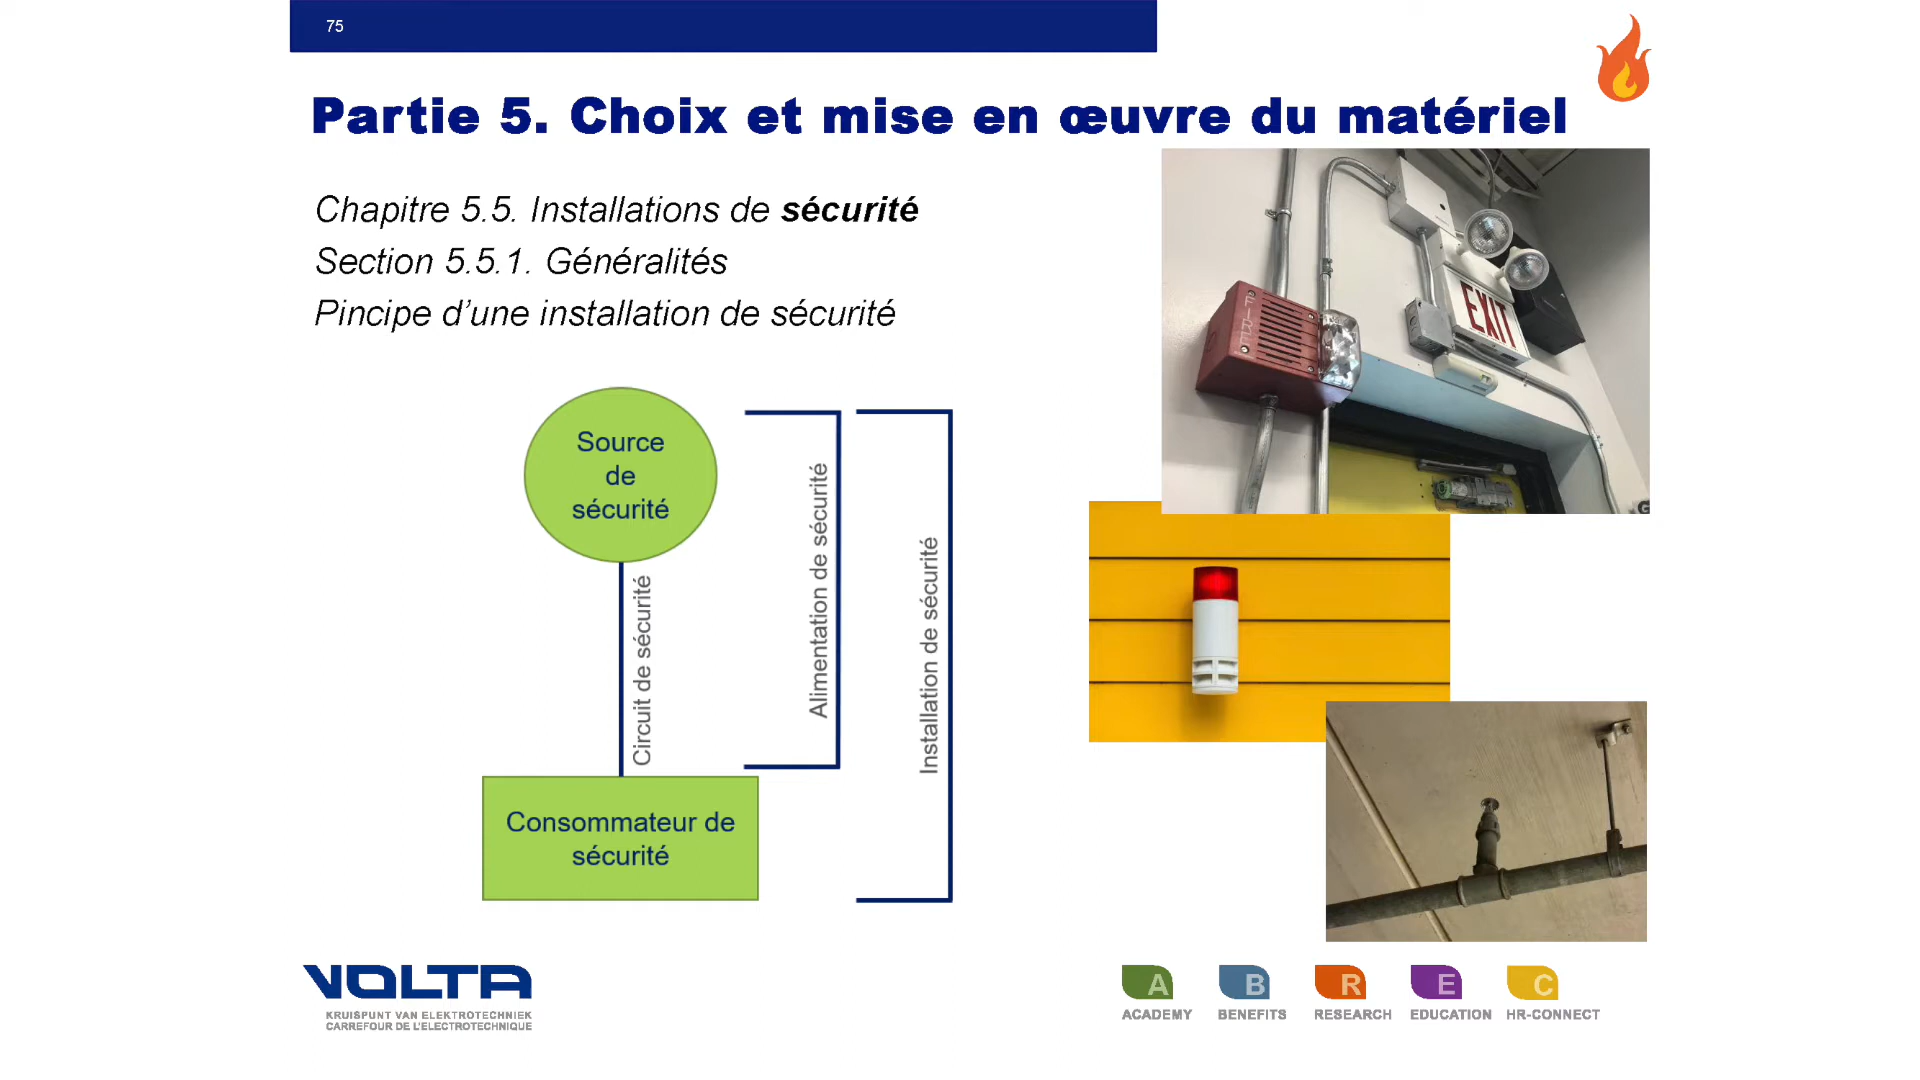 75
Partie 5. Choix et mise en œuvre du matériel
Chapitre 5.5. Installations de sécurité
Section 5.5.1. Généralités
Pincipe d’une installation de sécurité
Source
de
sécurité
Circuit de sécurité
Alimentation de sécurité
Installation de sécurité
Consommateur de
sécurité
FIRE
EXIT
VOLTA
KRUISPUNT VAN ELEKTROTECHNIEK
CARREFOUR DE L'ELECTROTECHNIQUE
A
ACADEMY
B
BENEFITS
R
RESEARCH
E
EDUCATION
C
HR-CONNECT